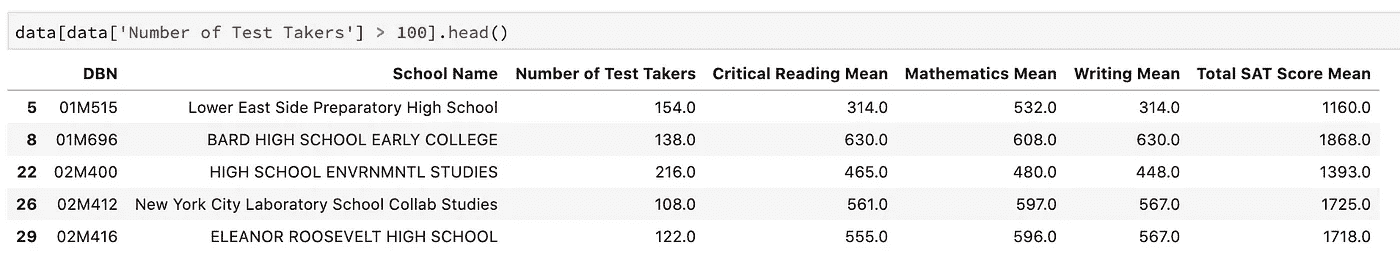 data[data['Number of Test Takers'] > 100].head()
DBN School Name Number of Test Takers Critical Reading Mean Mathematics Mean Writing Mean Total SAT Score Mean
5 01M515 Lower East Side Preparatory High School 154.0 314.0 532.0 314.0 1160.0
8 01M696 BARD HIGH SCHOOL EARLY COLLEGE 138.0 630.0 608.0 630.0 1868.0
22 02M400 HIGH SCHOOL ENVRNMNTL STUDIES 216.0 465.0 480.0 448.0 1393.0
26 02M412 New York City Laboratory School Collab Studies 108.0 561.0 597.0 567.0 1725.0
29 02M416 ELEANOR ROOSEVELT HIGH SCHOOL 122.0 555.0 596.0 567.0 1718.0